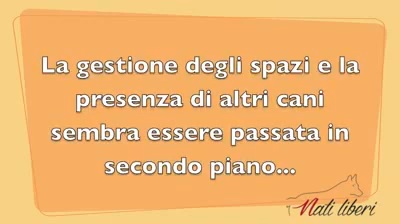 La gestione degli spazi e la
presenza di altri cani
sembra essere passata in
secondo piano...
Nati liberi